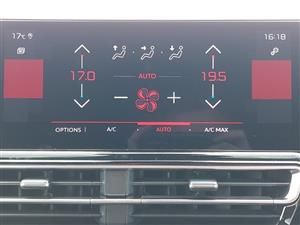 17°C 16:18
AUTO
17.0 19.5
OPTIONS A/C AUTO A/C MAX